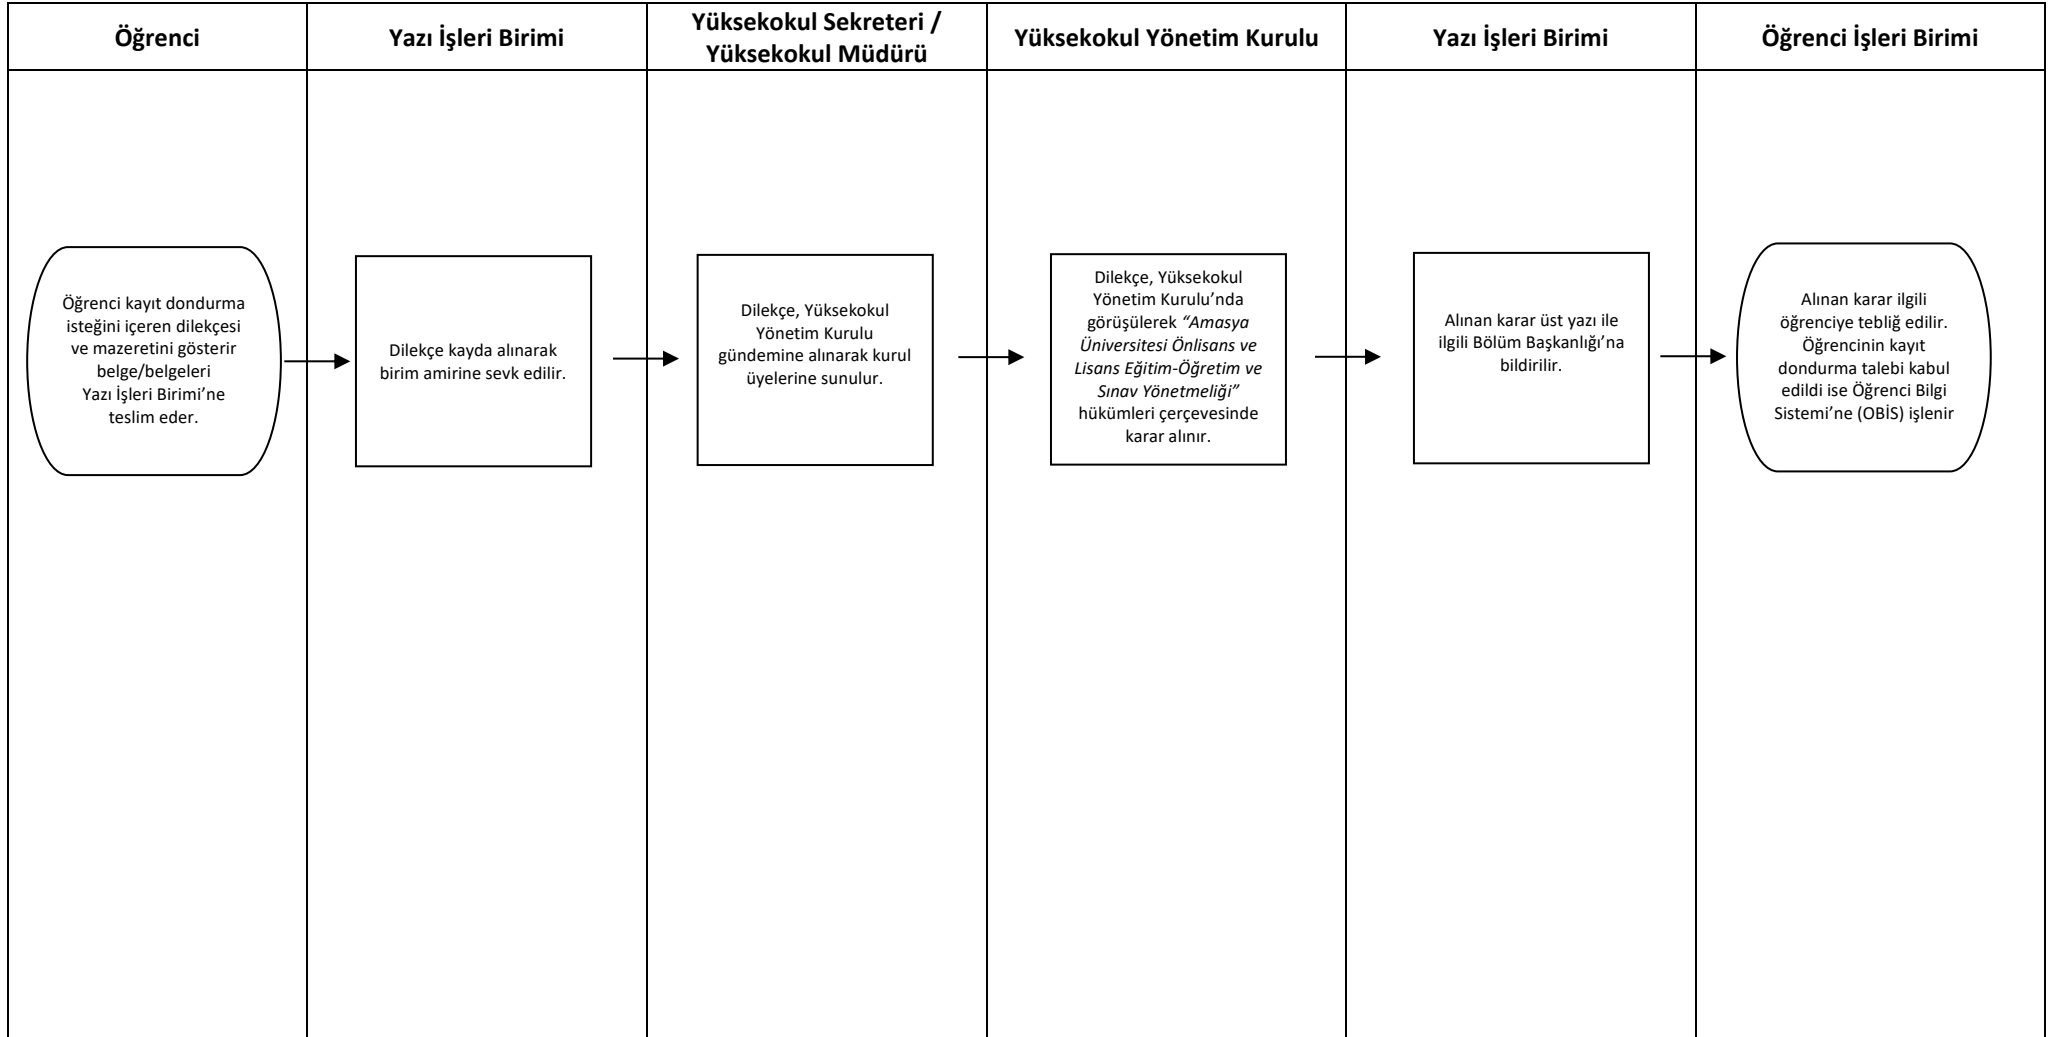 Öğrenci
Yazı İşleri Birimi
Yüksekokul Sekreteri /
Yüksekokul Müdürü
Yüksekokul Yönetim Kurulu
Yazı İşleri Birimi
Öğrenci İşleri Birimi
Öğrenci kayıt dondurma
isteğini içeren dilekçesi
ve mazeretini gösterir
belge/belgeleri
Yazı İşleri Birimi’ne
teslim eder.
Dilekçe kayda alınarak
birim amirine sevk edilir.
Dilekçe, Yüksekokul
Yönetim Kurulu
gündemine alınarak kurul
üyelerine sunulur.
Dilekçe, Yüksekokul
Yönetim Kurulu’nda
görüşülerek “Amasya
Üniversitesi Önlisans ve
Lisans Eğitim-Öğretim ve
Sınav Yönetmeliği”
hükümleri çerçevesinde
karar alınır.
Alınan karar üst yazı ile
ilgili Bölüm Başkanlığı’na
bildirilir.
Alınan karar ilgili
öğrenciye tebliğ edilir.
Öğrencinin kayıt
dondurma talebi kabul
edildi ise Öğrenci Bilgi
Sistemi’ne (OBİS) işlenir